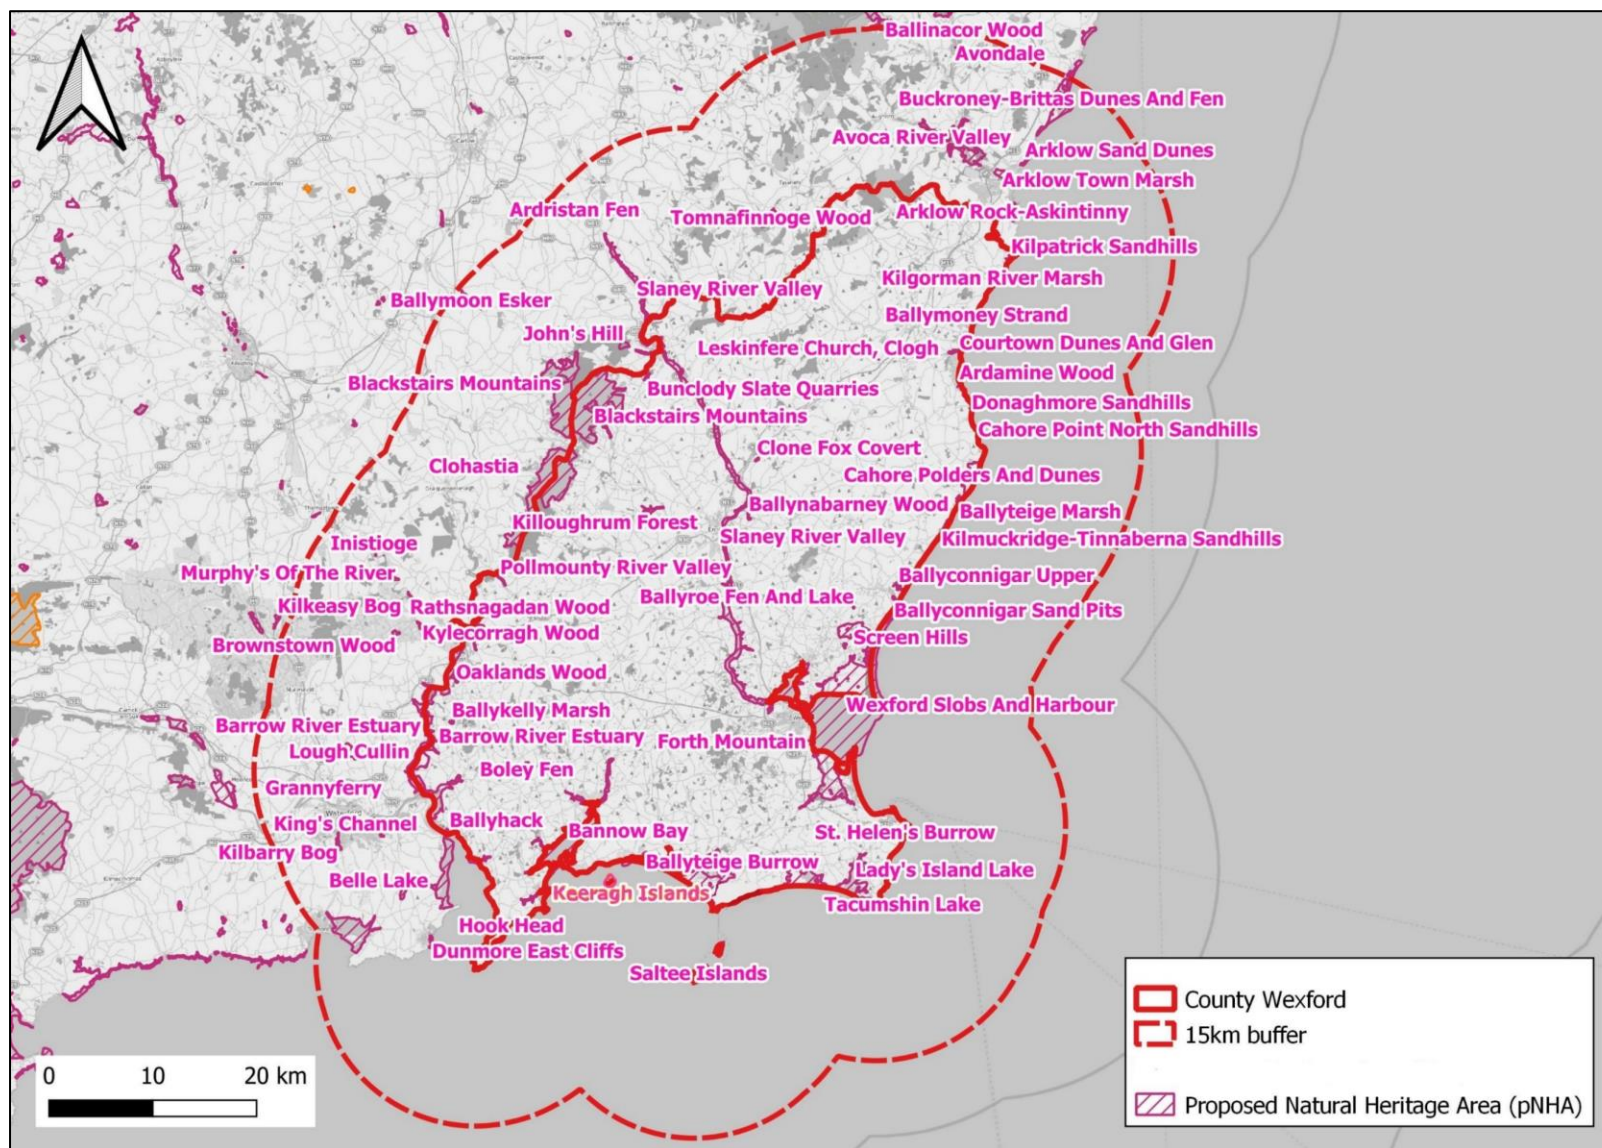 Ballinacor Wood
Avondale
Buckroney-Brittas Dunes And Fen
Avoca River Valley
Arklow Sand Dunes
Arklow Town Marsh
Ardristan Fen
Tomnafinnoge Wood
Arklow Rock-Askintinny
Kilpatrick Sandhills
Kilgorman River Marsh
Slaney River Valley
Ballymoon Esker
Ballymoney Strand
John's Hill
Leskinfere Church, Clogh
Courtown Dunes And Glen
Ardamine Wood
Blackstairs Mountains
Bunclody Slate Quarries
Donaghmore Sandhills
Blackstairs Mountains
Cahore Point North Sandhills
Clone Fox Covert
Clohastia
Cahore Polders And Dunes
Ballynabarney Wood
Ballyteige Marsh
Killoughrum Forest
Slaney River Valley
Kilmuckridge-Tinnaberna Sandhills
Inistioge
Pollmounty River Valley
Murphy's Of The River
Ballyconnigar Upper
Ballyroe Fen And Lake
Kilkeasy Bog
Rathsnagadan Wood
Ballyconnigar Sand Pits
Kylecorragh Wood
Screen Hills
Brownstown Wood
Oaklands Wood
Wexford Slobs And Harbour
Ballykelly Marsh
Barrow River Estuary
Barrow River Estuary
Forth Mountain
Lough Cullin
Boley Fen
Grannyferry
King's Channel
Ballyhack
Bannow Bay
St. Helen's Burrow
Kilbarry Bog
Ballyteige Burrow
Lady's Island Lake
Belle Lake
Keeragh Islands
Tacumshin Lake
Hook Head
Dunmore East Cliffs
Saltee Islands
County Wexford
15km buffer
Proposed Natural Heritage Area (pNHA)
0 10 20 km